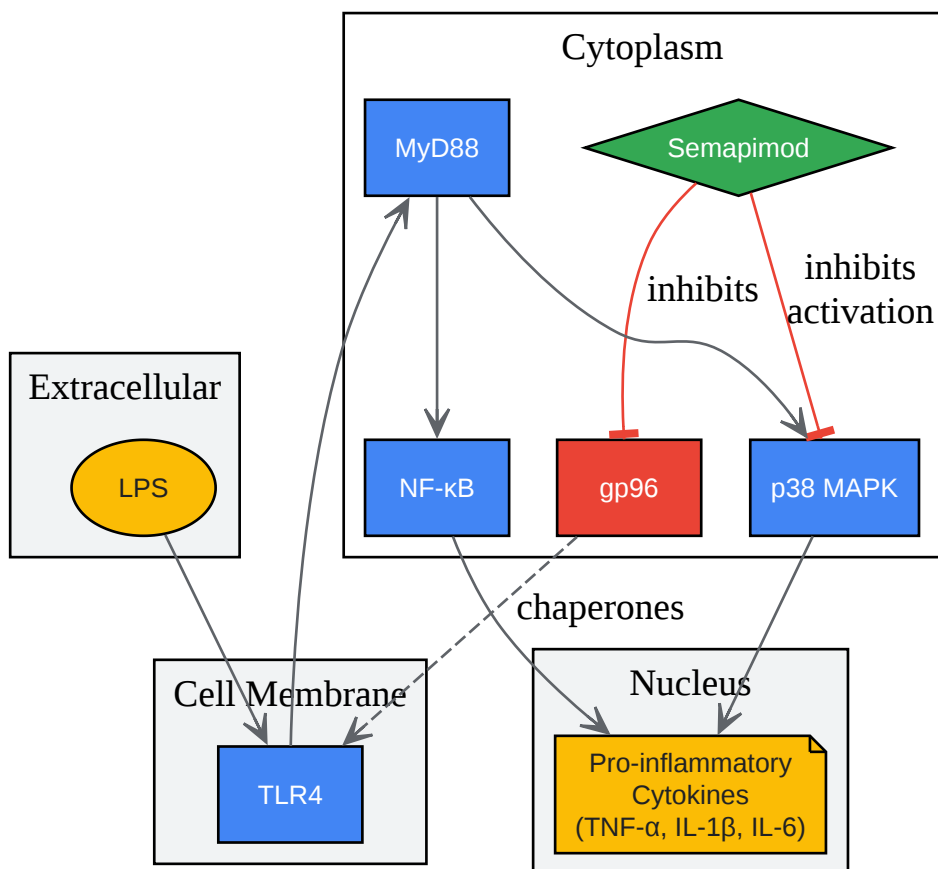 Cytoplasm
MyD88
Semapimod
inhibits
inhibits
activation
Extracellular
LPS
NF-κB
gp96
p38 MAPK
chaperones
Cell Membrane
TLR4
Nucleus
Pro-inflammatory
Cytokines
(TNF-α, IL-1β, IL-6)